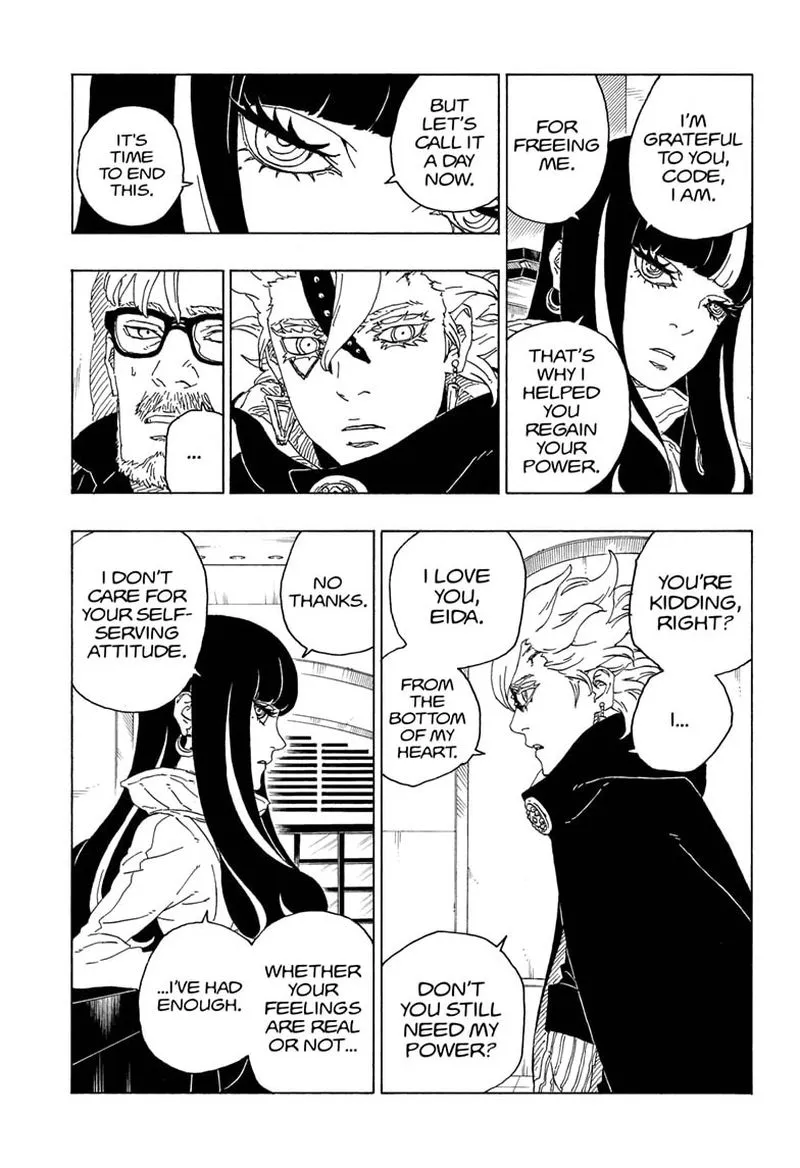 I'M
GRATEFUL
TO YOU,
CODE,
I AM.
FOR
FREEING
ME.
THAT'S
WHY I
HELPED
YOU
REGAIN
YOUR
POWER.
BUT
LET'S
CALL IT
A DAY
NOW.
IT'S
TIME
TO END
THIS.
...
YOU'RE
KIDDING,
RIGHT?
I...
I LOVE
YOU,
EIDA.
FROM
THE
BOTTOM
OF MY
HEART.
DON'T
YOU STILL
NEED MY
POWER?
NO
THANKS.
I DON'T
CARE FOR
YOUR SELF-
SERVING
ATTITUDE.
WHETHER
YOUR
FEELINGS
ARE REAL
OR NOT...
...I'VE HAD
ENOUGH.